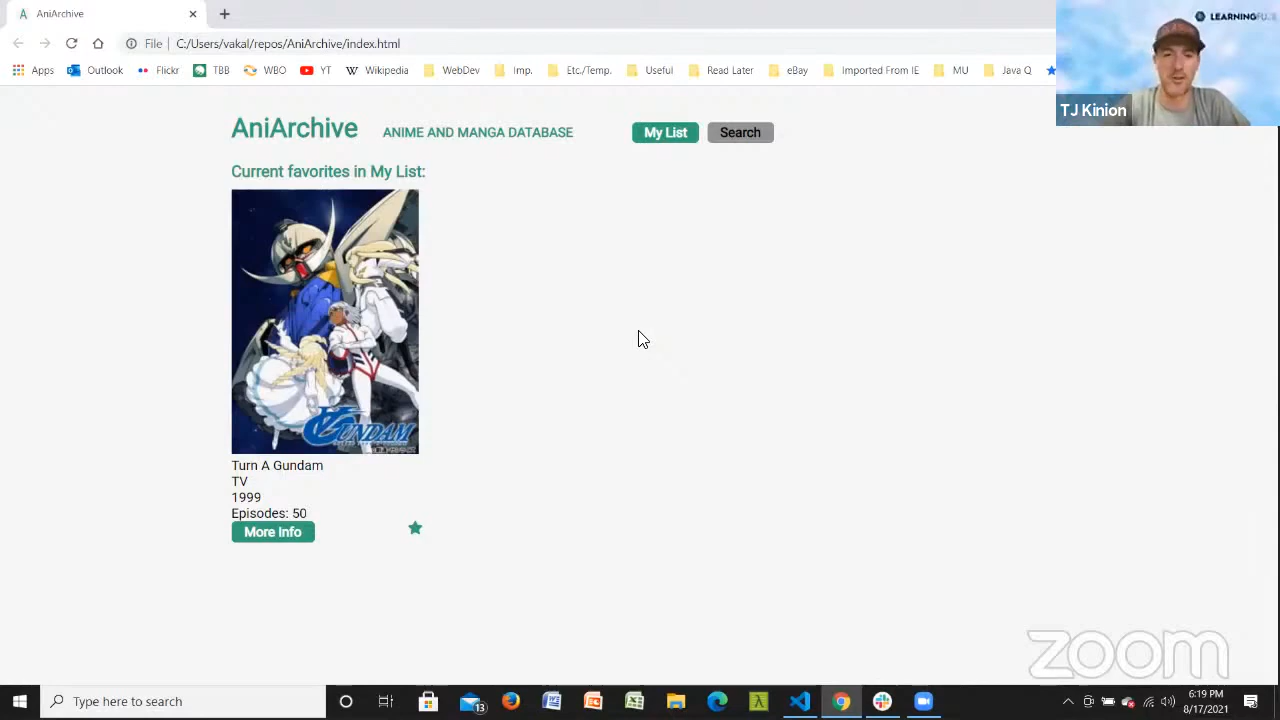 AniArchive
File
C:/Users/vakal/repos/AniArchive/index.html
Apps
Outlook
Flickr
TBB
WBO
YT
Wikipedia
WebDev
Imp.
Etc./Temp.
Useful
Read Later
eBay
Imported From IE
MU
Java Q
LEARNINGFUZE
TJ Kinion
AniArchive
ANIME AND MANGA DATABASE
My List
Search
Current favorites in My List:
GUNDAM
Turn A Gundam
TV
1999
Episodes: 50
More Info
zoom
Type here to search
13
6:19 PM
8/17/2021